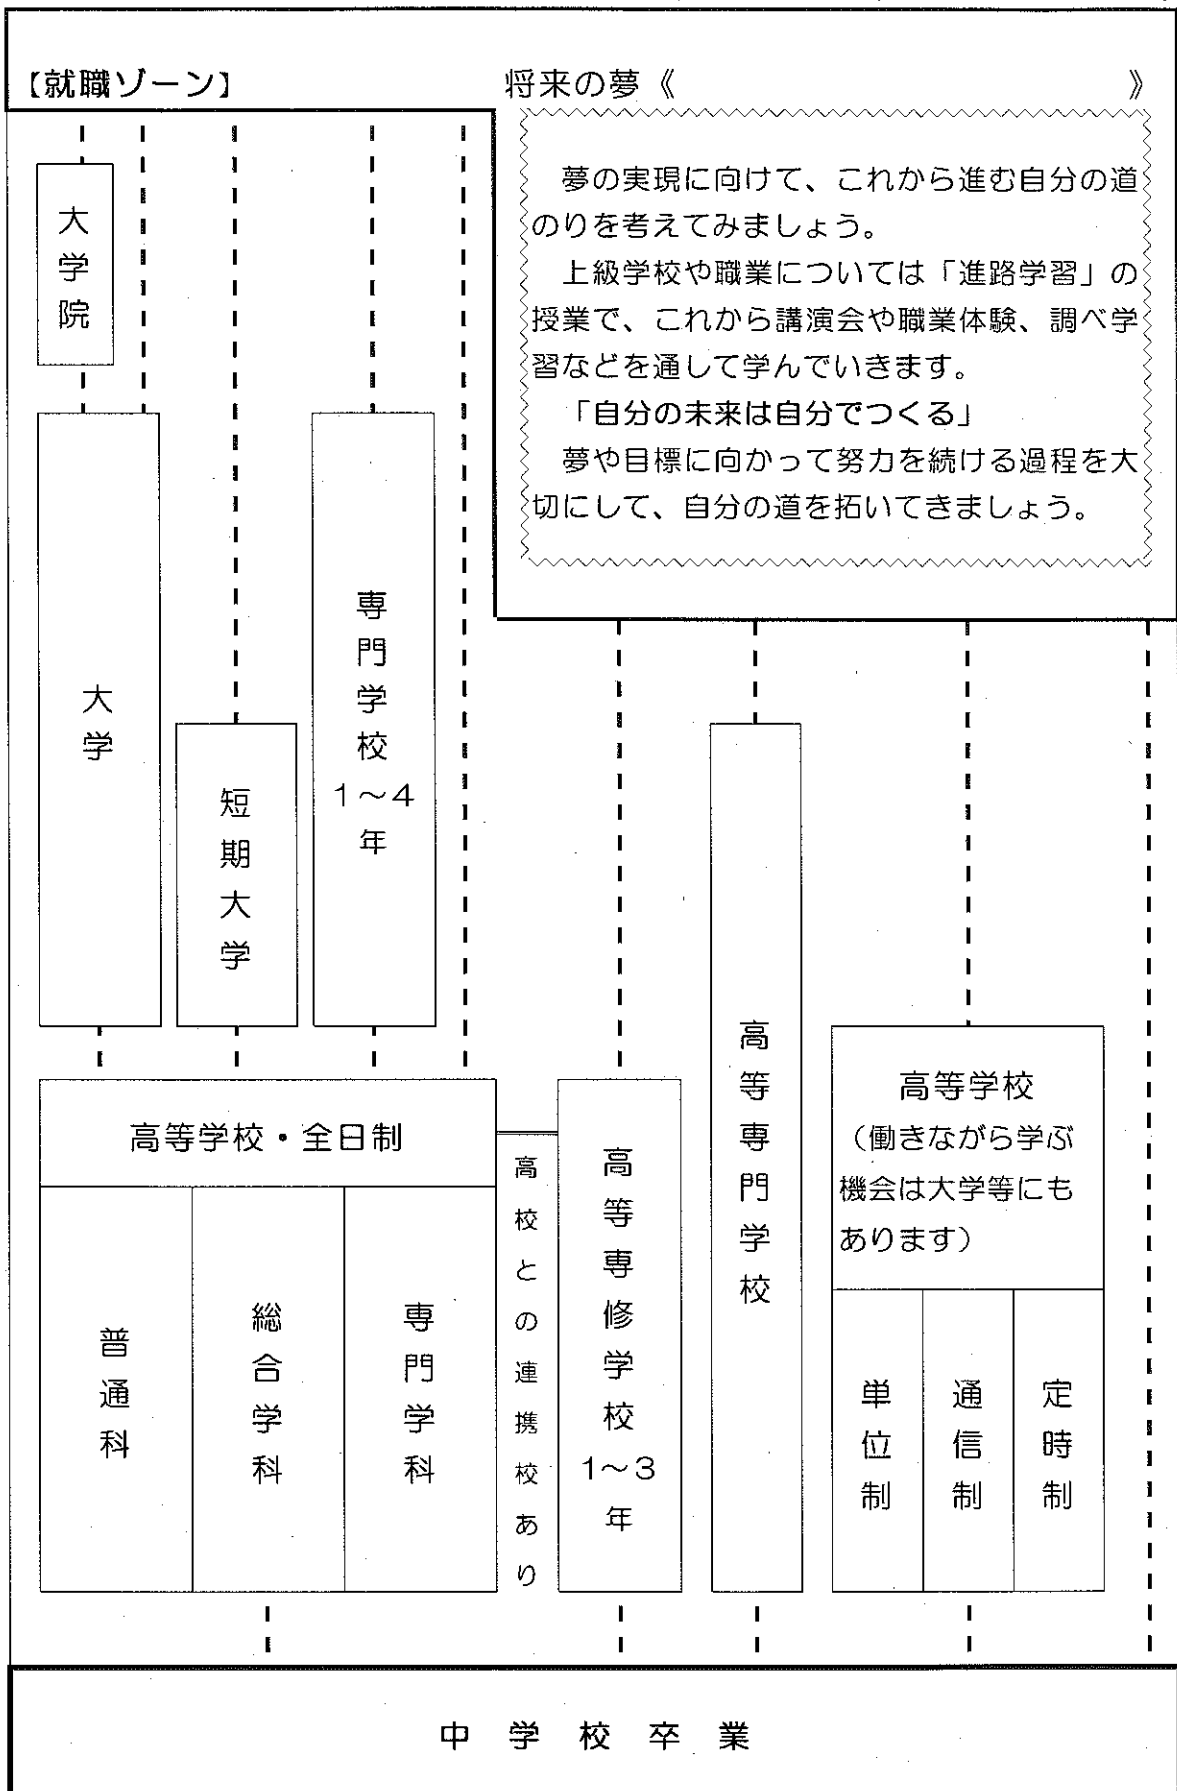 【就職ゾーン】
将来の夢《 》
夢の実現に向けて、これから進む自分の道
のりを考えてみましょう。
上級学校や職業については「進路学習」の
授業で、これから講演会や職業体験、調べ学
習などを通して学んでいきます。
「自分の未来は自分でつくる」
夢や目標に向かって努力を続ける過程を大
切にして、自分の道を拓いてきましょう。
大学院
大学
短期大学
専門学校
1～4
年
高等学校・全日制
普通科
総合学科
専門学科
高校との連携校あり
高等専修学校
1～3
年
高等専門学校
高等学校
（働きながら学ぶ
機会は大学等にも
あります）
単位制
通信制
定時制
中学校卒業